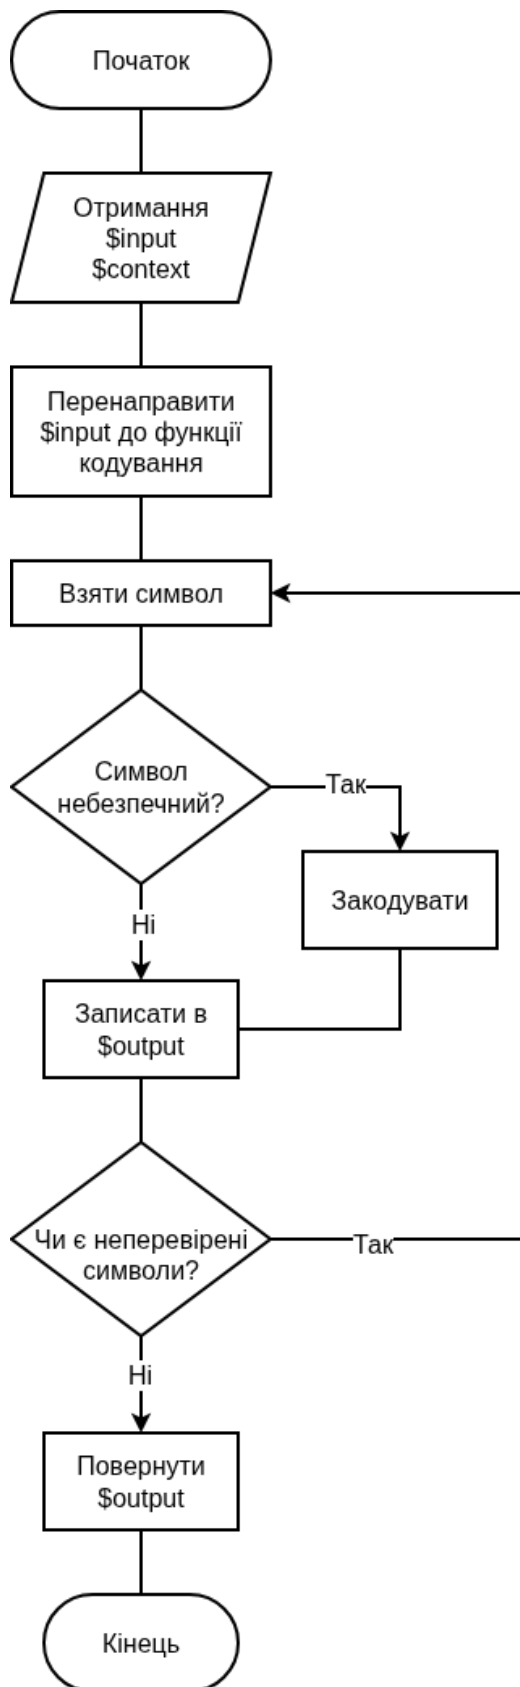 Початок
Отримання
$input
$context
Перенаправити
$input до функції
кодування
Взяти символ
Символ
небезпечний?
Так
Закодувати
Ні
Записати в
$output
Чи є неперевірені
символи?
Так
Ні
Повернути
$output
Кінець